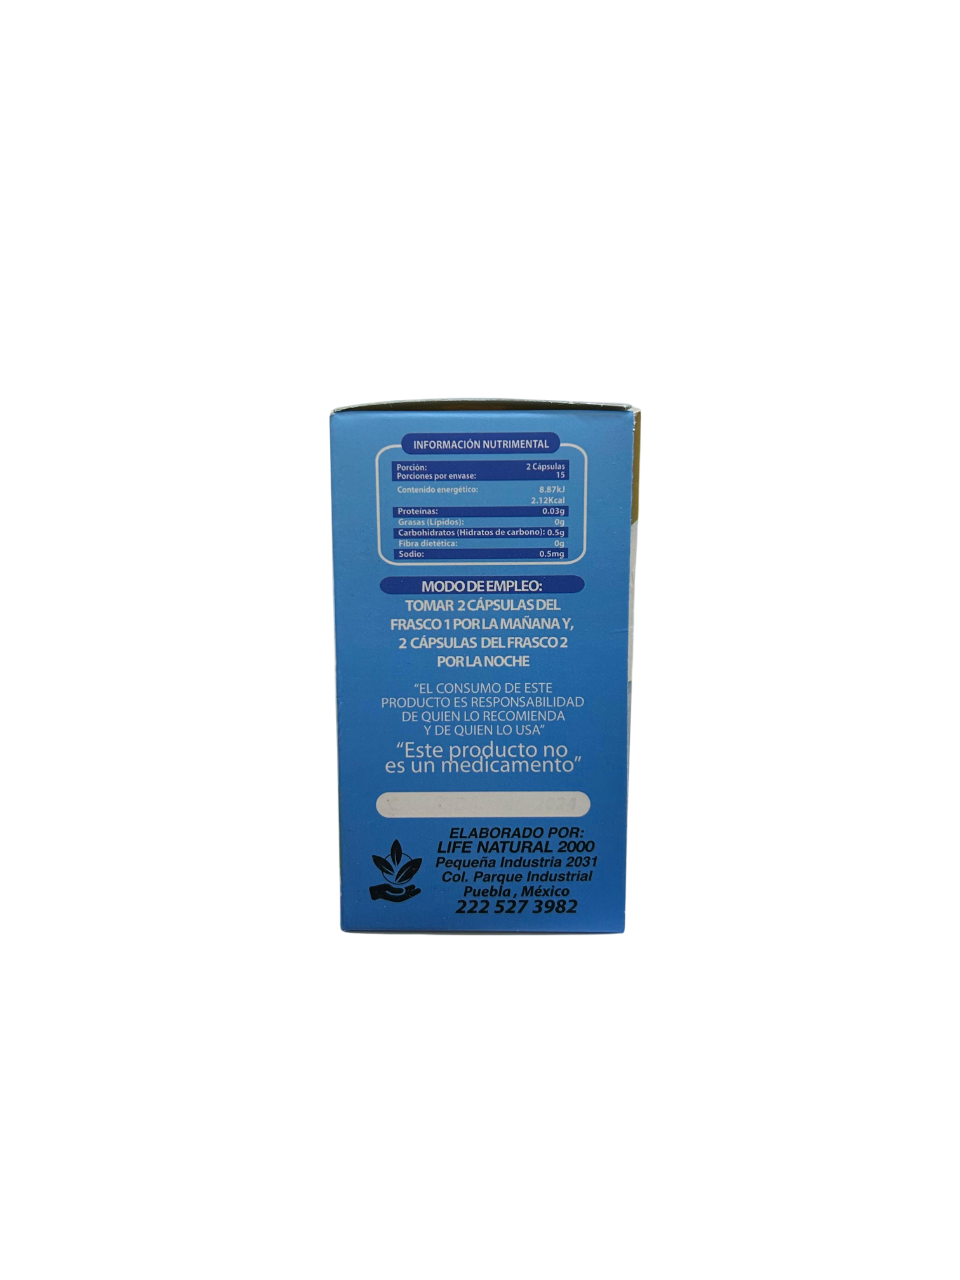 INFORMACIÓN NUTRIMENTAL
Porción: 2 Cápsulas
Porciones por envase: 15
Contenido energético: 8.87kJ
2.12Kcal
Proteínas: 0.03g
Grasas (Lípidos): 0g
Carbohidratos (Hidratos de carbono): 0.5g
Fibra dietética: 0g
Sodio: 0.5mg
MODO DE EMPLEO:
TOMAR 2 CÁPSULAS DEL
FRASCO 1 POR LA MAÑANA Y,
2 CÁPSULAS DEL FRASCO 2
POR LA NOCHE
“EL CONSUMO DE ESTE
PRODUCTO ES RESPONSABILIDAD
DE QUIEN LO RECOMIENDA
Y DE QUIEN LO USA”
“Este producto no
es un medicamento”
ELABORADO POR:
LIFE NATURAL 2000
Pequeña Industria 2031
Col. Parque Industrial
Puebla, México
222 527 3982